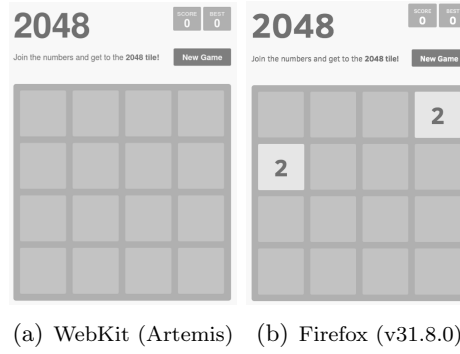 2048
SCORE
0
BEST
0
Join the numbers and get to the 2048 tile!
New Game
(a) WebKit (Artemis)
2048
SCORE
0
BEST
0
Join the numbers and get to the 2048 tile!
New Game
2
2
(b) Firefox (v31.8.0)